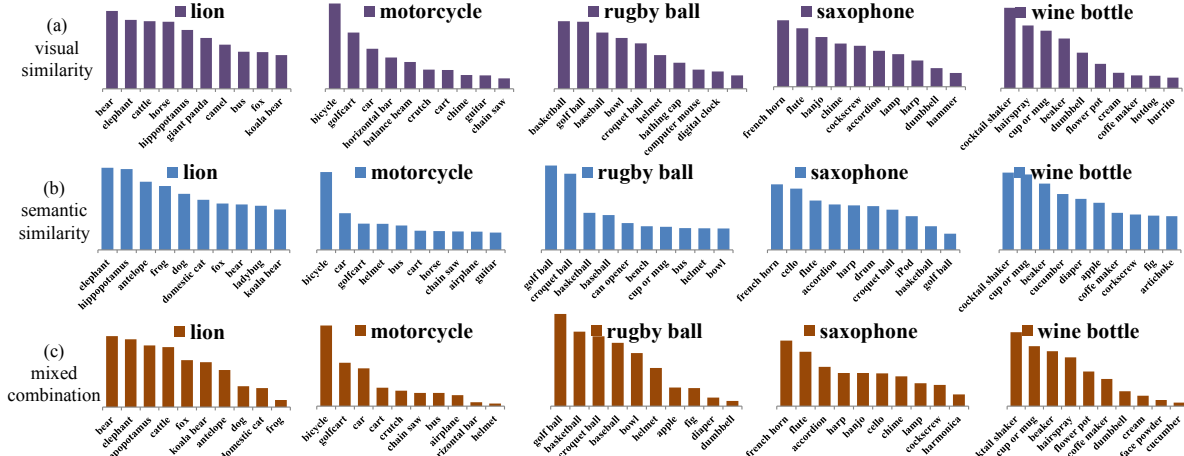 (a)
visual
similarity
lion
bear
elephant
cattle
horse
hippopotamus
giant panda
camel
bus
fox
koala bear
motorcycle
bicycle
golfcart
car
horizontal bar
balance beam
crutch
cart
chime
guitar
chain saw
rugby ball
basketball
golf ball
baseball
bowl
croquet ball
helmet
bathing cap
computer mouse
digital clock
saxophone
french horn
flute
banjo
chime
cockscrew
accordion
lamp
harp
dumbbell
hammer
wine bottle
cocktail shaker
hairspray
cup or mug
beaker
dumbbell
flower pot
cream
coffe maker
hotdog
burrito
(b)
semantic
similarity
lion
elephant
hippopotamus
antelope
frog
dog
domestic cat
fox
bear
ladybug
koala bear
motorcycle
bicycle
car
golfcart
helmet
bus
cart
horse
chain saw
airplane
guitar
rugby ball
golf ball
croquet ball
basketball
baseball
can opener
bench
cup or mug
bus
helmet
bowl
saxophone
french horn
cello
flute
accordion
harp
drum
croquet ball
iPod
basketball
golf ball
wine bottle
cocktail shaker
cup or mug
beaker
cucumber
diaper
apple
coffe maker
corkscrew
fig
artichoke
(c)
mixed
combination
lion
bear
elephant
popotamus
cattle
fox
koala bear
antelope
dog
domestic cat
frog
motorcycle
bicycle
golfcart
car
cart
crutch
chain saw
bus
airplane
rizontal bar
helmet
rugby ball
golf ball
basketball
croquet ball
baseball
bowl
helmet
apple
fig
diaper
dumbbell
saxophone
french horn
flute
accordion
harp
banjo
cello
chime
lamp
cockscrew
harmonica
wine bottle
cktail shaker
cup or mug
beaker
hairspray
flower pot
coffe maker
dumbbell
cream
face powder
cucumber